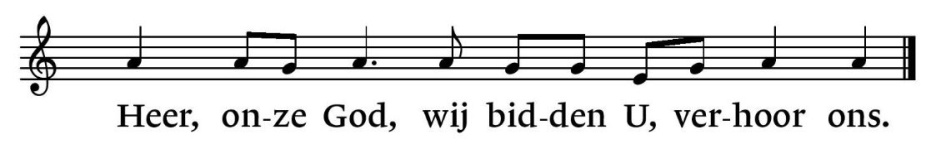 Heer, on-ze God, wij bid-den U, ver-hoor ons.